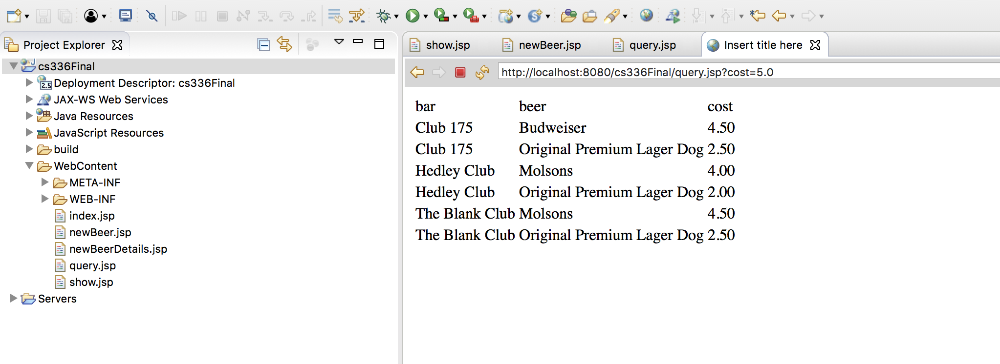 Project Explorer
cs336Final
2.5 Deployment Descriptor: cs336Final
JAX-WS Web Services
Java Resources
JavaScript Resources
build
WebContent
META-INF
WEB-INF
index.jsp
newBeer.jsp
newBeerDetails.jsp
query.jsp
show.jsp
Servers
show.jsp newBeer.jsp query.jsp Insert title here
http://localhost:8080/cs336Final/query.jsp?cost=5.0
bar beer cost
Club 175 Budweiser 4.50
Club 175 Original Premium Lager Dog 2.50
Hedley Club Molsons 4.00
Hedley Club Original Premium Lager Dog 2.00
The Blank Club Molsons 4.50
The Blank Club Original Premium Lager Dog 2.50